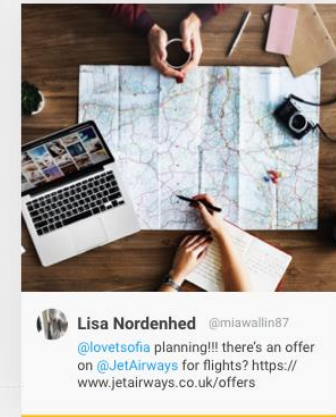 Lisa Nordenhed @miawallin87
@lovetsofia planning!!! there's an offer
on @JetAirways for flights? https://
www.jetairways.co.uk/offers